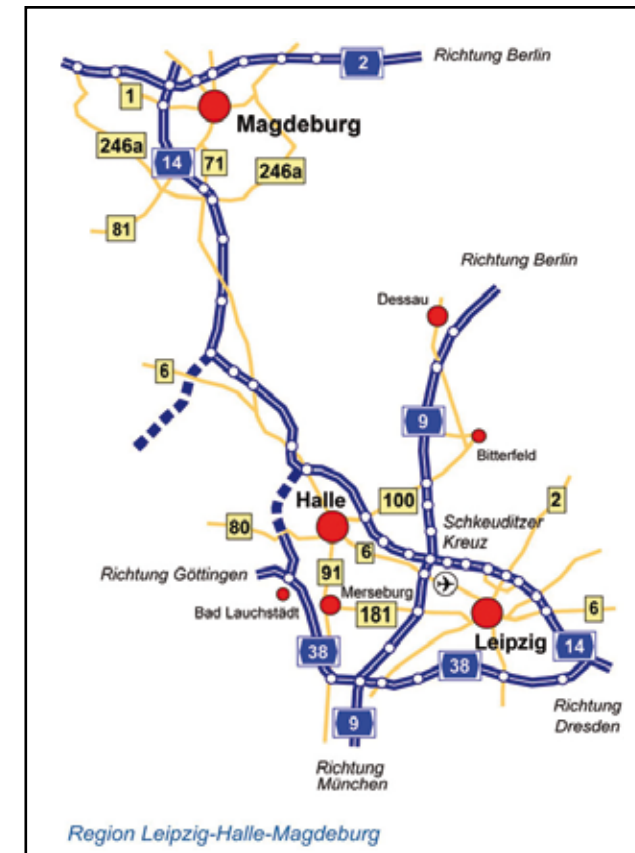 Richtung Berlin
2
1
Magdeburg
246a
14
71
246a
81
Richtung Berlin
Dessau
6
9
Bitterfeld
100
2
Halle
Schkeuditzer
Kreuz
80
6
91
Richtung Göttingen
Merseburg
Bad Lauchstädt
181
6
Leipzig
38
38
14
9
Richtung
Dresden
Richtung
München
Region Leipzig-Halle-Magdeburg